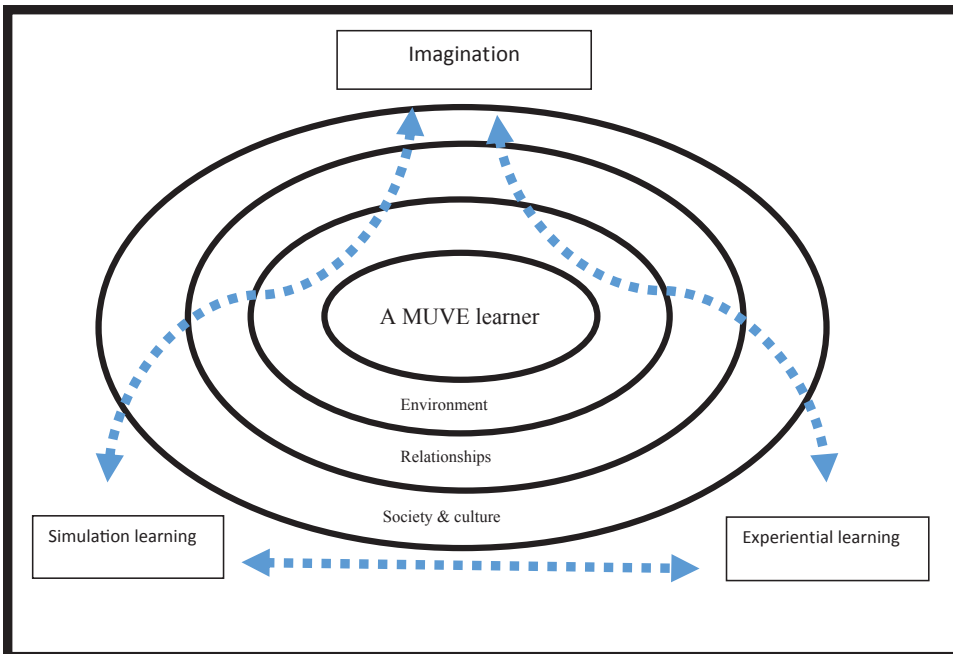 Imagination
A MUVE learner
Environment
Relationships
Society & culture
Simulation learning
Experiential learning